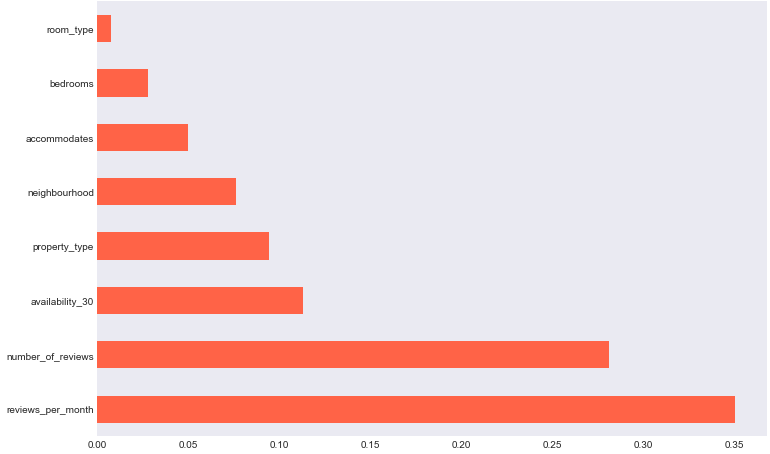 room_type
bedrooms
accommodates
neighbourhood
property_type
availability_30
number_of_reviews
reviews_per_month
0.00 0.05 0.10 0.15 0.20 0.25 0.30 0.35